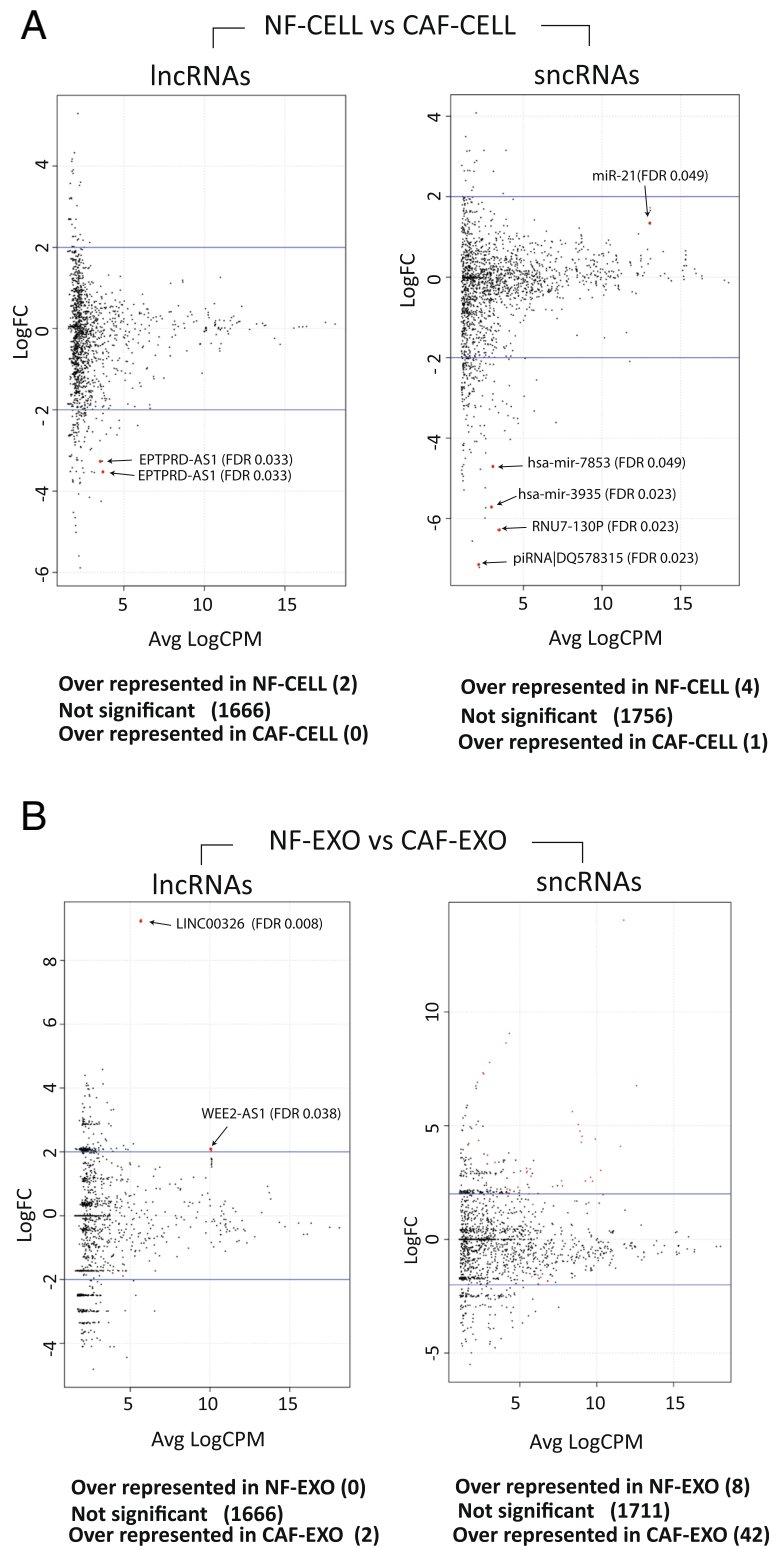 A
NF-CELL vs CAF-CELL
lncRNAs
sncRNAs
LogFC
4
2
0
- 2
-4
-6
5
10
15
Avg LogCPM
EPTPRD-AS1 (FDR 0.033)
EPTPRD-AS1 (FDR 0.033)
LogFC
4
2
0
- 2
-4
-6
5
10
15
Avg LogCPM
miR-21(FDR 0.049)
hsa-mir-7853 (FDR 0.049)
hsa-mir-3935 (FDR 0.023)
RNU7-130P (FDR 0.023)
piRNA|DQ578315 (FDR 0.023)
Over represented in NF-CELL (2)
Not significant (1666)
Over represented in CAF-CELL (0)
Over represented in NF-CELL (4)
Not significant (1756)
Over represented in CAF-CELL (1)
B
NF-EXO vs CAF-EXO
lncRNAs
sncRNAs
LogFC
8
6
4
2
0
-2
-4
5
10
15
Avg LogCPM
LINC00326 (FDR 0.008)
WEE2-AS1 (FDR 0.038)
LogFC
10
5
0
-5
5
10
15
Avg LogCPM
Over represented in NF-EXO (0)
Not significant (1666)
Over represented in CAF-EXO (2)
Over represented in NF-EXO (8)
Not significant (1711)
Over represented in CAF-EXO (42)